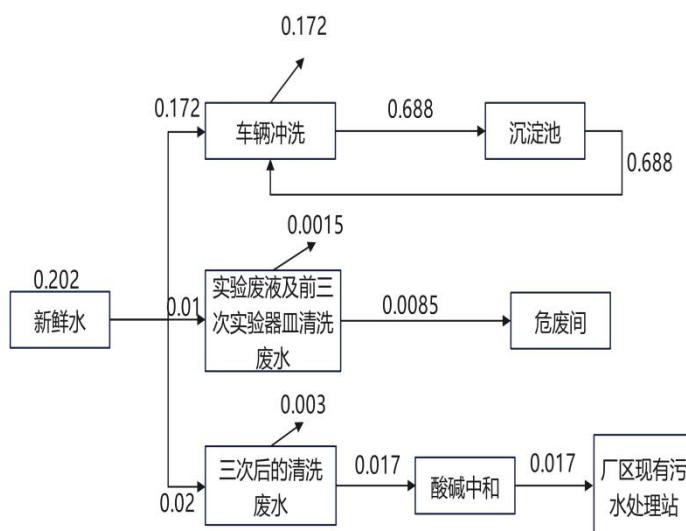 0.172
0.172
车辆冲洗
0.688
沉淀池
0.688
0.0015
0.202
新鲜水
0.01
实验废液及前三
次实验器皿清洗
废水
0.0085
危废间
0.003
0.02
三次后的清洗
废水
0.017
酸碱中和
0.017
厂区现有污
水处理站